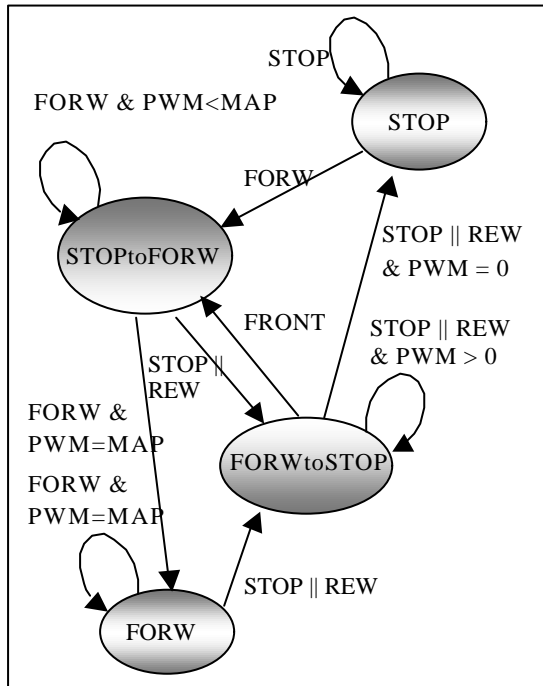 STOP
FORW & PWM<MAP
STOP
FORW
STOPtoFORW
STOP || REW
& PWM = 0
FRONT
STOP || REW
& PWM > 0
STOP ||
REW
FORW &
PWM=MAP
FORWtoSTOP
FORW &
PWM=MAP
STOP || REW
FORW